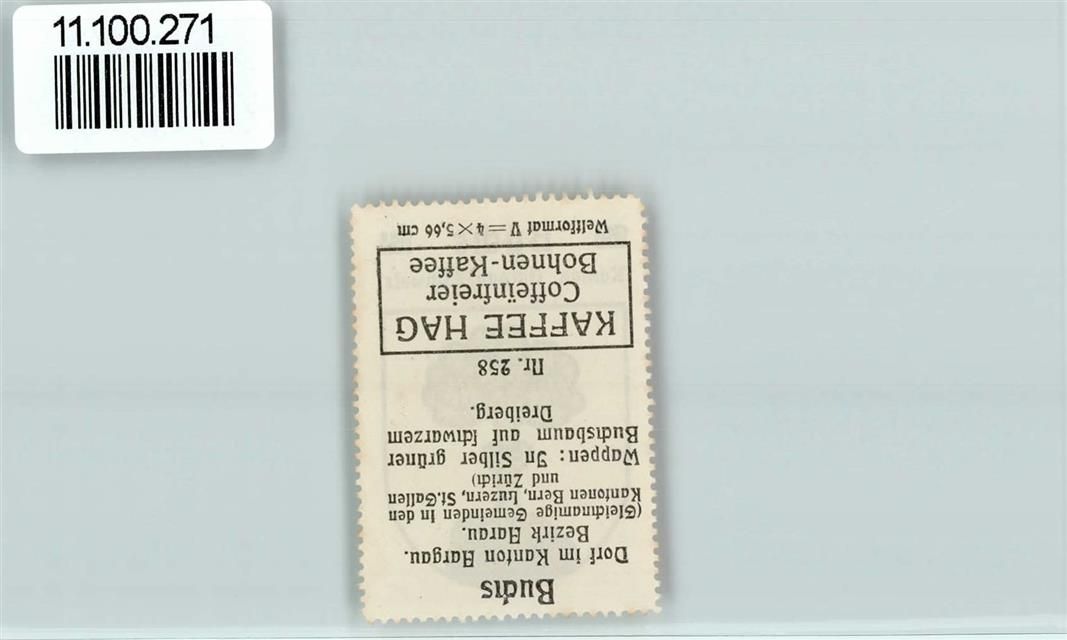 11.100.271
Buchs
Dorf im Kanton Aargau.
Bezirk Aarau.
(Gleichnamige Gemeinden in den
Kantonen Bern, Luzern, St.Gallen
und Zürich)
Wappen: In Silber grüner
Buchsbaum auf schwarzem
Dreiberg.
Nr. 258
KAFFEE HAG
Coffeïnfreier
Bohnen-Kaffee
Weltformat V = 4 × 5,66 cm